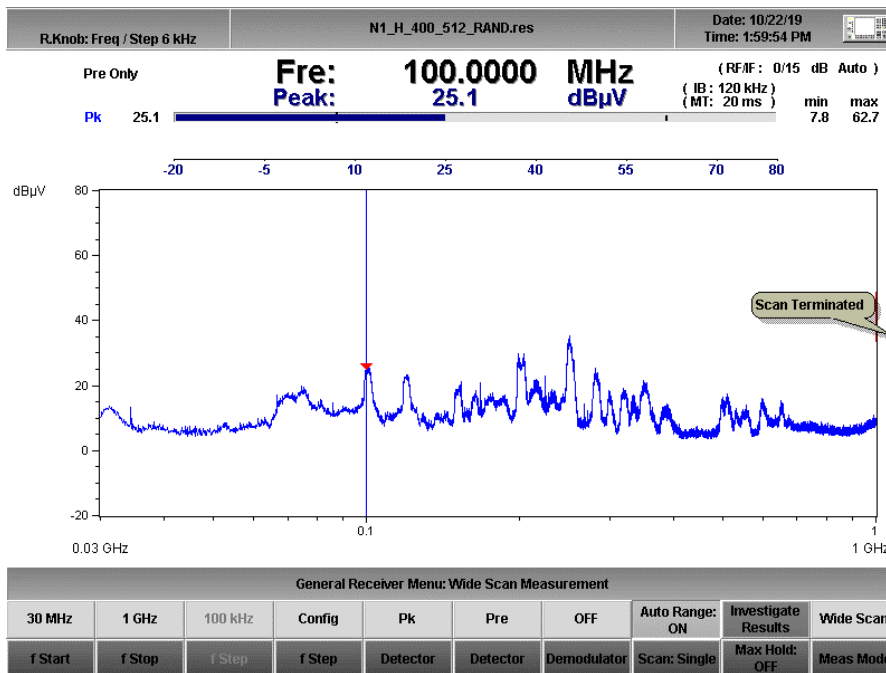 R.Knob: Freq / Step 6 kHz
N1_H_400_512_RAND.res
Date: 10/22/19
Time: 1:59:54 PM
Pre Only
Fre: 100.0000 MHz
Peak: 25.1 dBµV
( RF/IF : 0/15 dB Auto )
( IB : 120 kHz )
( MT: 20 ms )
min max
Pk 25.1
7.8 62.7
-20 -5 10 25 40 55 70 80
dBµV
80
60
40
20
0
-20
Scan Terminated
0.1 1
0.03 GHz 1 GHz
General Receiver Menu: Wide Scan Measurement
30 MHz 1 GHz 100 kHz Config Pk Pre OFF Auto Range: ON Investigate Results Wide Scan
f Start f Stop f Step f Step Detector Detector Demodulator Scan: Single Max Hold: OFF Meas Mode